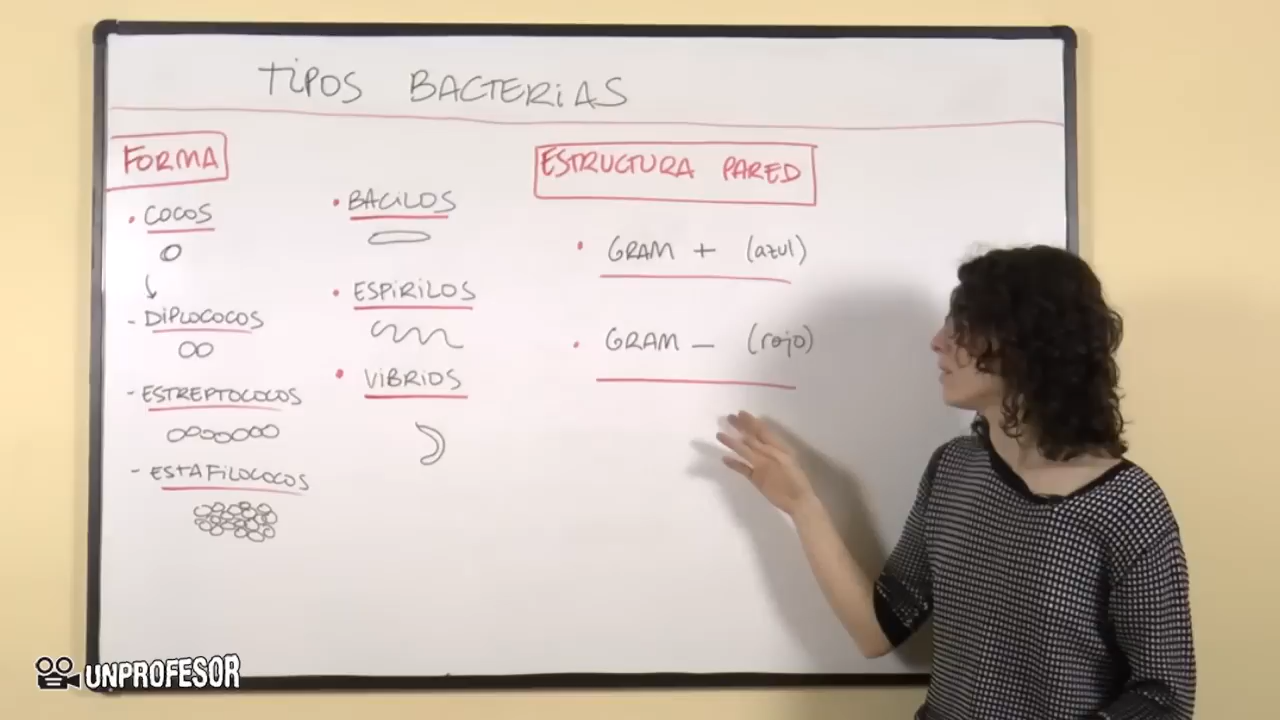 TIPOS BACTERIAS
FORMA
• COCOS
- DIPLOCOCOS
- ESTREPTOCOCOS
- ESTAFILOCOCOS
• BACILOS
• ESPIRILOS
• VIBRIOS
ESTRUCTURA PARED
• GRAM + (azul)
• GRAM – (rojo)
UNPROFESOR